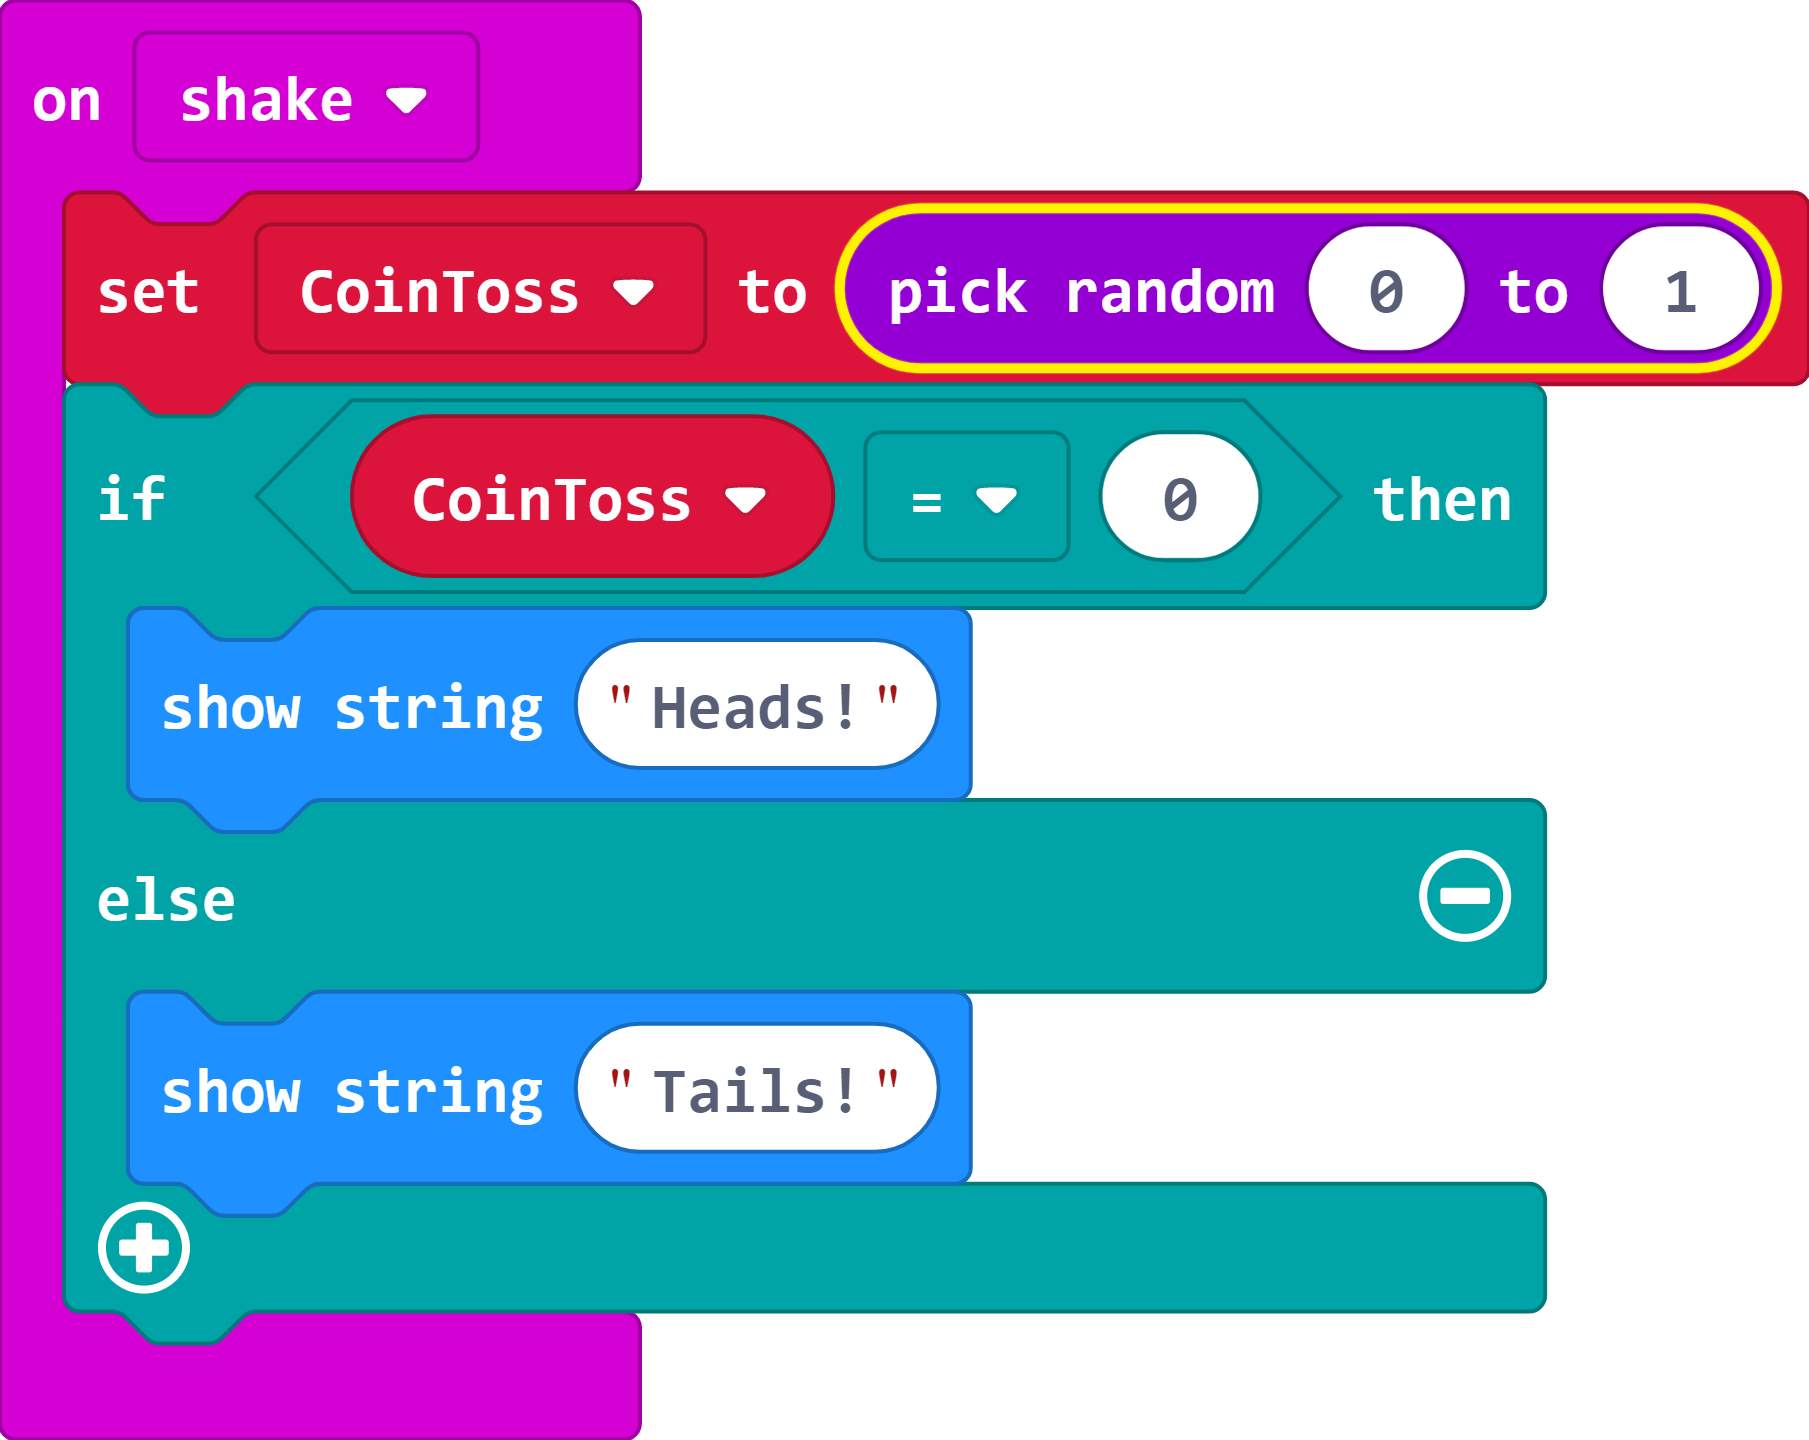 on shake
set CoinToss to pick random 0 to 1
if CoinToss = 0 then
show string "Heads!"
else
show string "Tails!"